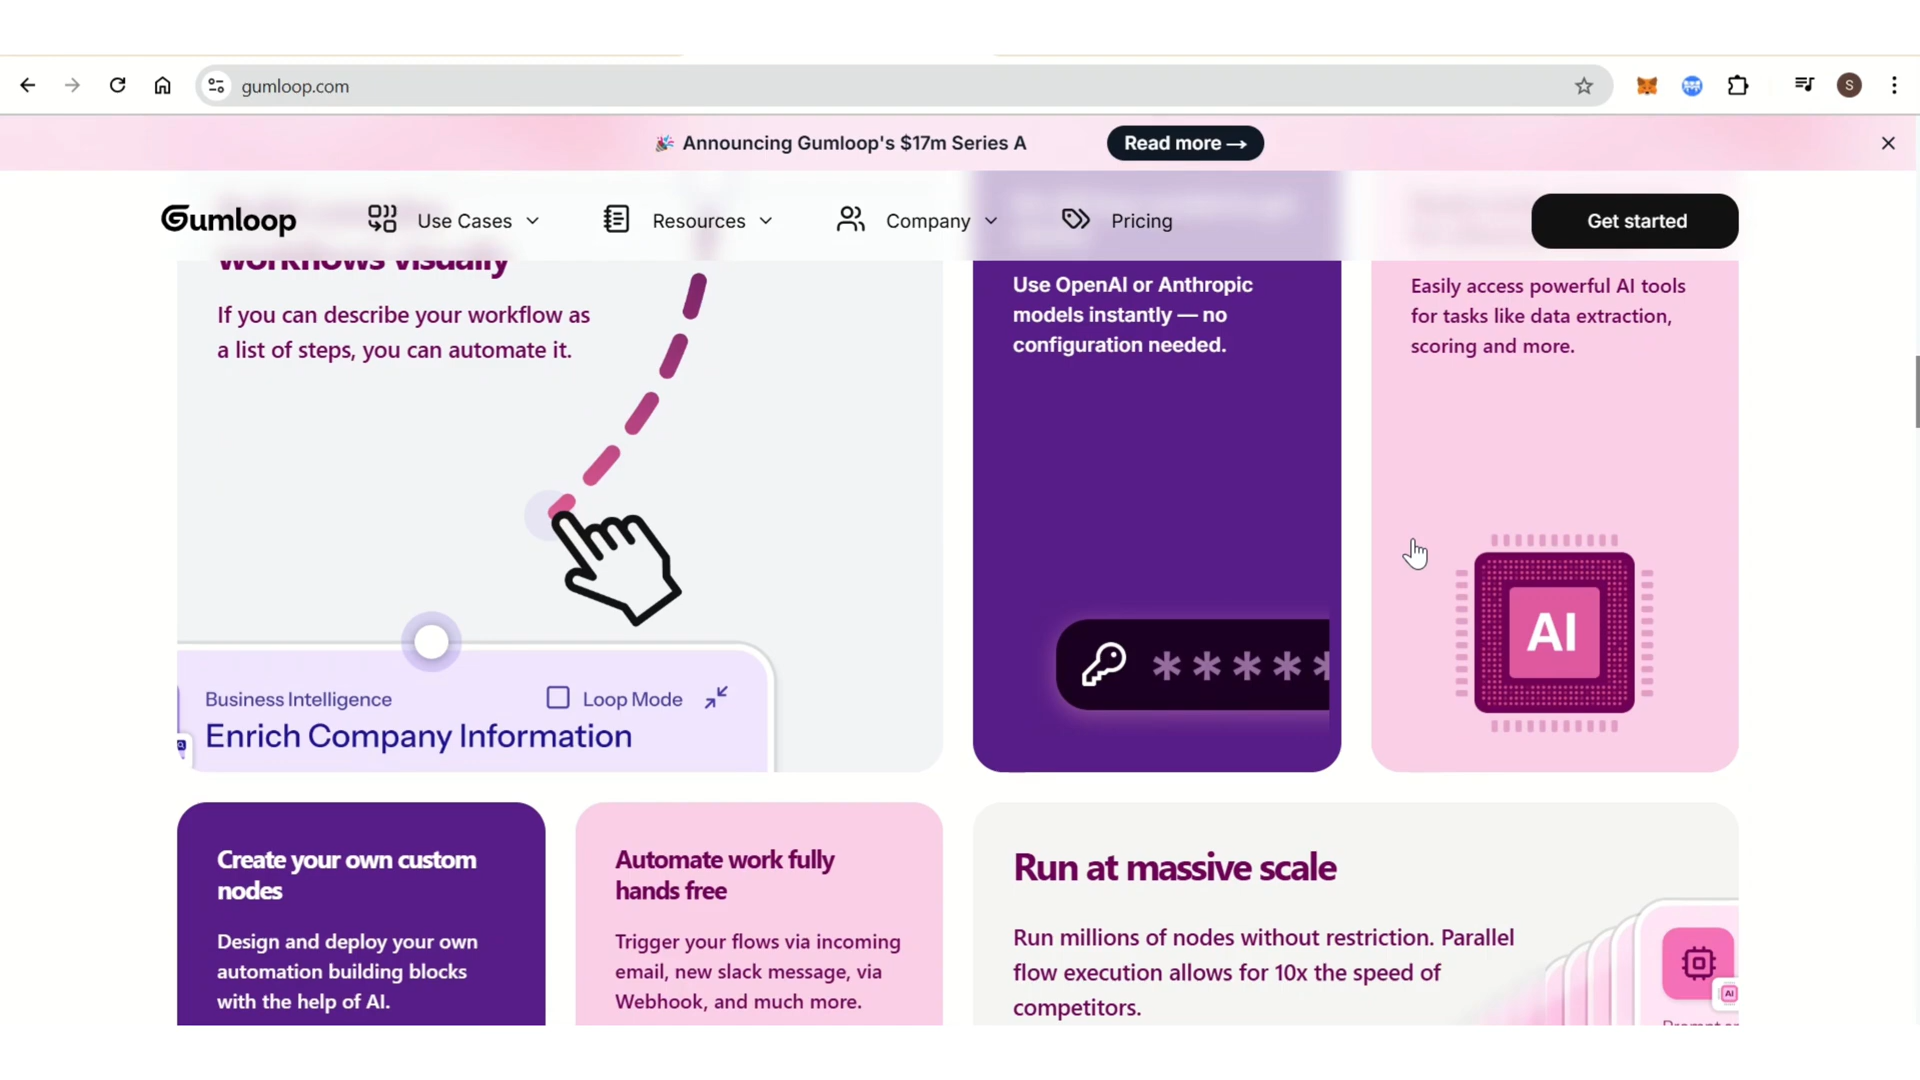 gumloop.com
S
🎉 Announcing Gumloop's $17m Series A
Read more →
Gumloop
Use Cases
Resources
Company
Pricing
Get started
workflows visually
If you can describe your workflow as
a list of steps, you can automate it.
Use OpenAI or Anthropic
models instantly — no
configuration needed.
Easily access powerful AI tools
for tasks like data extraction,
scoring and more.
*****
AI
Business Intelligence
Loop Mode
Enrich Company Information
Create your own custom
nodes
Design and deploy your own
automation building blocks
with the help of AI.
Automate work fully
hands free
Trigger your flows via incoming
email, new slack message, via
Webhook, and much more.
Run at massive scale
Run millions of nodes without restriction. Parallel
flow execution allows for 10x the speed of
competitors.
AI